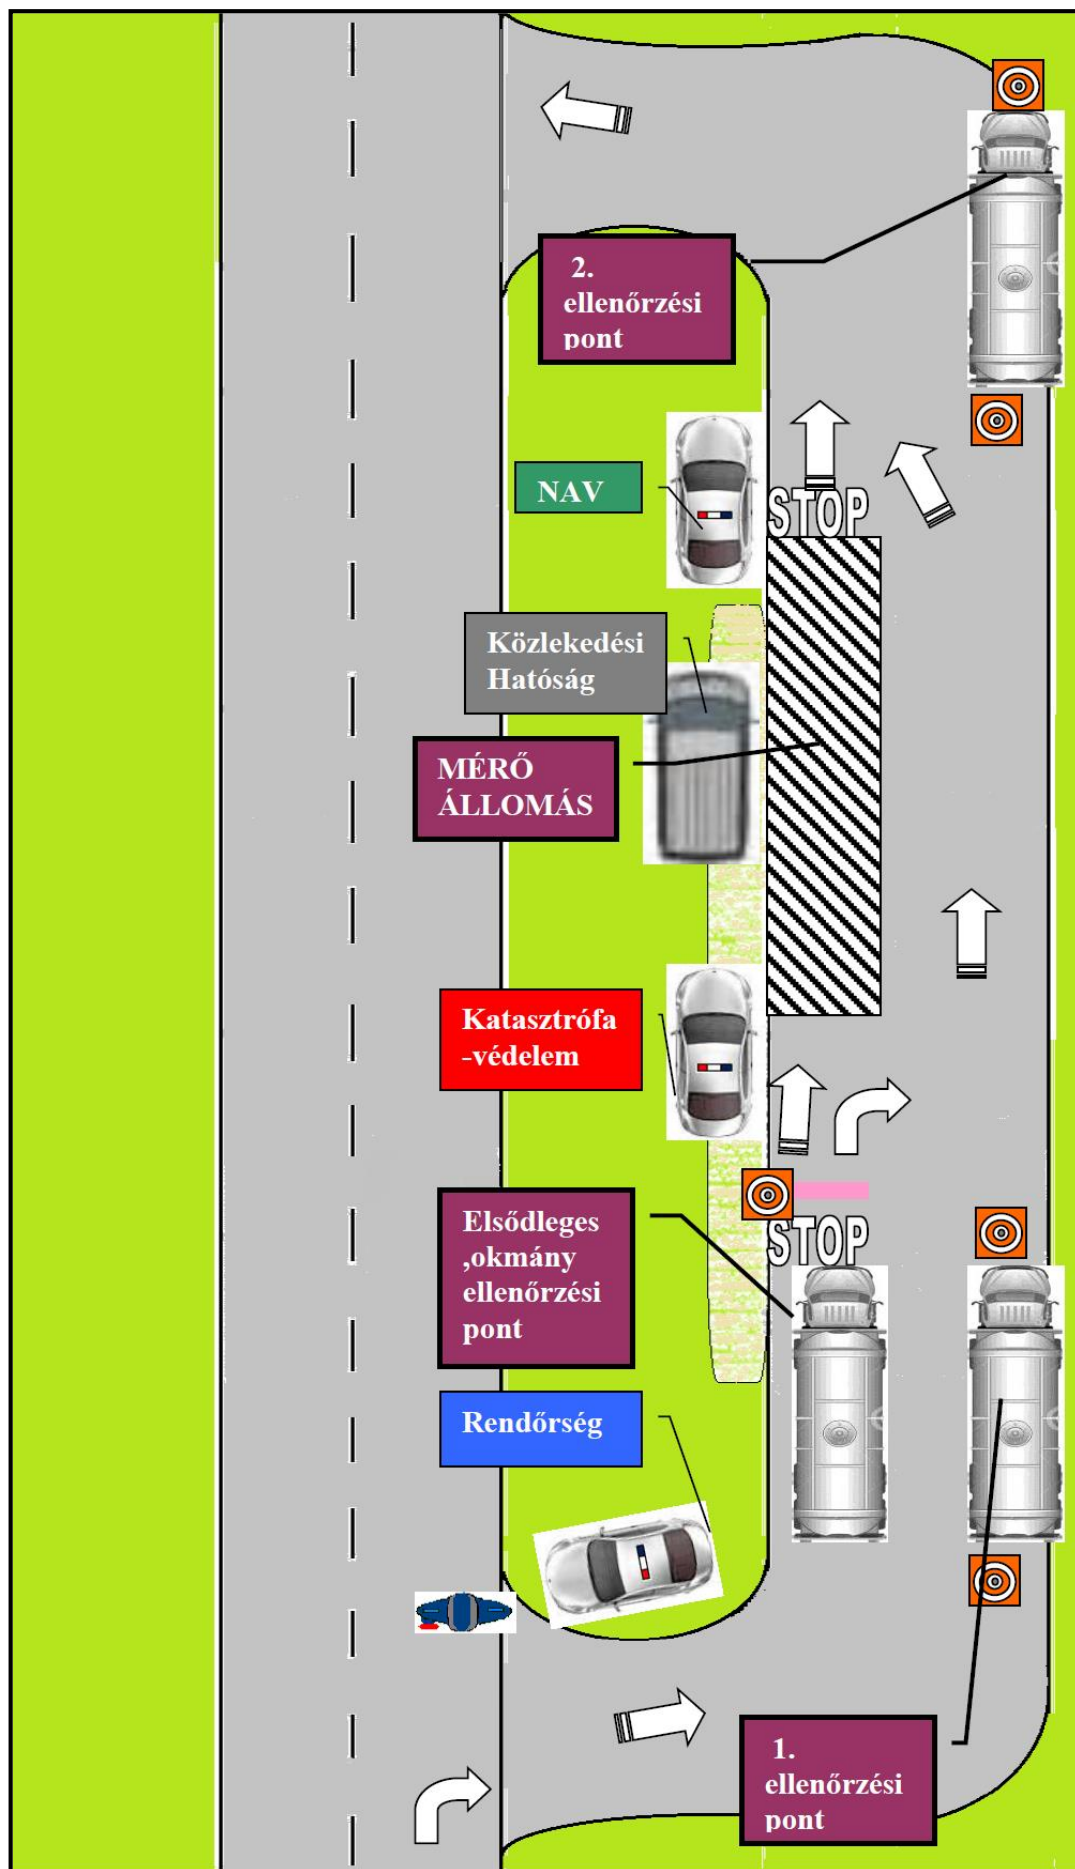 2.
ellenőrzési
pont
NAV
STOP
Közlekedési
Hatóság
MÉRŐ
ÁLLOMÁS
Katasztrófa
-védelem
Elsődleges
,okmány
ellenőrzési
pont
STOP
Rendőrség
1.
ellenőrzési
pont